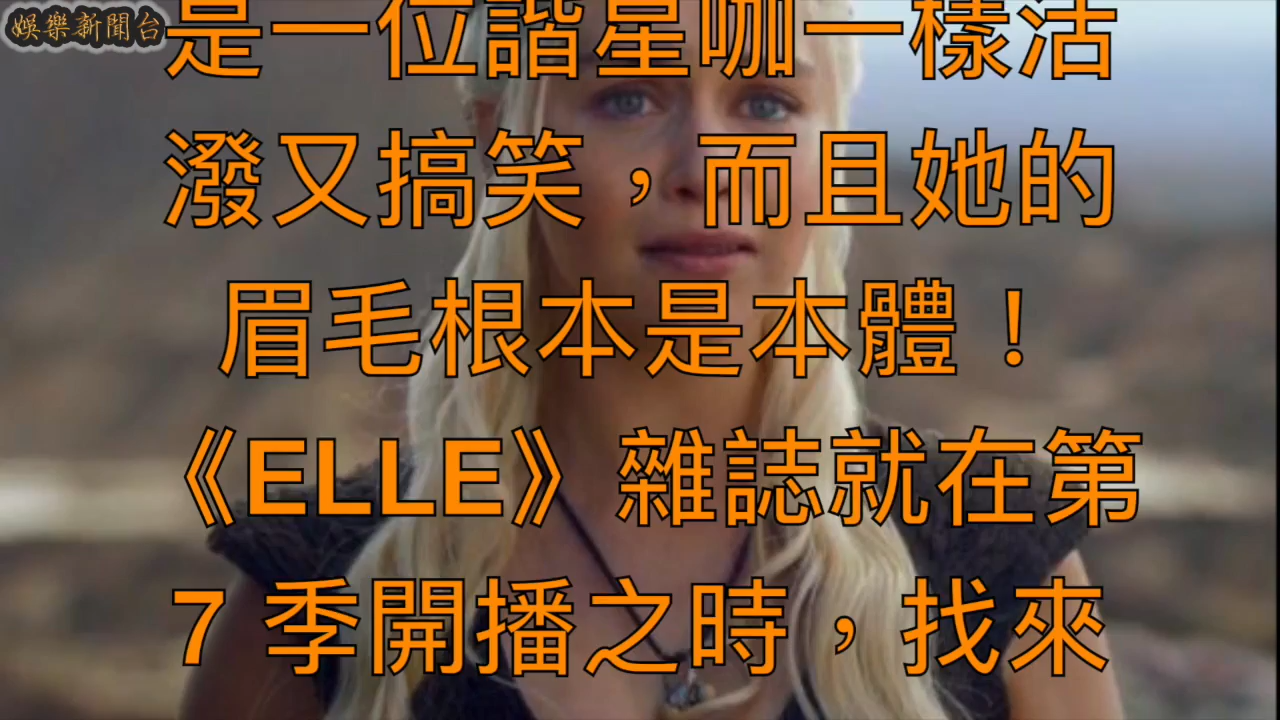 娛樂新聞台
是一位諧星咖一樣活
潑又搞笑，而且她的
眉毛根本是本體！
《ELLE》雜誌就在第
7 季開播之時，找來